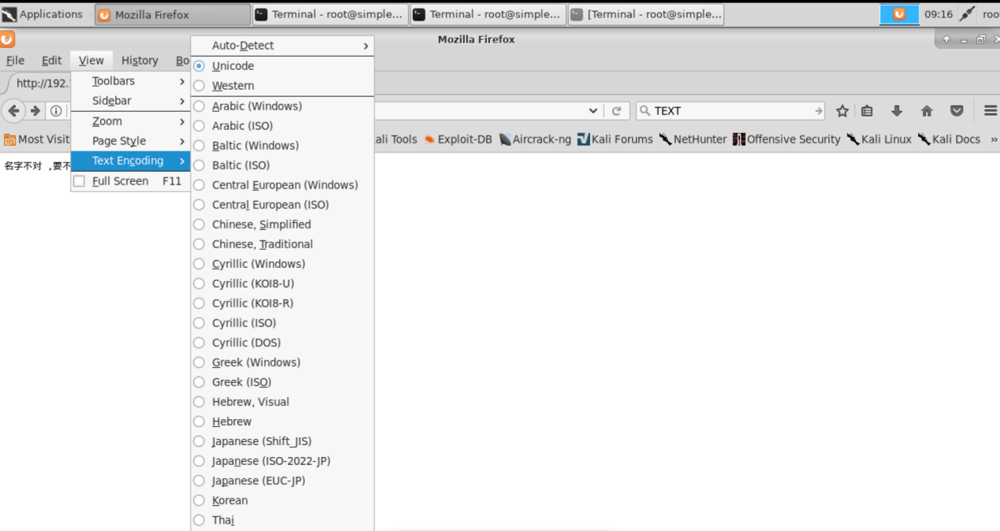 Applications Mozilla Firefox Terminal - root@simple... Terminal - root@simple... [Terminal - root@simple... 09:16 roo
Mozilla Firefox
File Edit View History Bo
http://192.
TEXT
Most Visit ali Tools Exploit-DB Aircrack-ng Kali Forums NetHunter Offensive Security Kali Linux Kali Docs »
名字不对 ,要不
Toolbars
Sidebar
Zoom
Page Style
Text Encoding
Full Screen F11
Auto-Detect
Unicode
Western
Arabic (Windows)
Arabic (ISO)
Baltic (Windows)
Baltic (ISO)
Central European (Windows)
Central European (ISO)
Chinese, Simplified
Chinese, Traditional
Cyrillic (Windows)
Cyrillic (KOI8-U)
Cyrillic (KOI8-R)
Cyrillic (ISO)
Cyrillic (DOS)
Greek (Windows)
Greek (ISO)
Hebrew, Visual
Hebrew
Japanese (Shift_JIS)
Japanese (ISO-2022-JP)
Japanese (EUC-JP)
Korean
Thai